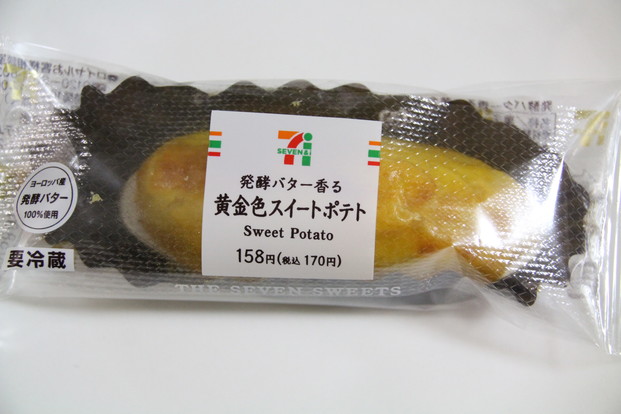 SEVEN & i
発酵バター香る
黄金色スイートポテト
Sweet Potato
158円(税込170円)
ヨーロッパ産
発酵バター
100%使用
要冷蔵
THE SEVEN SWEETS